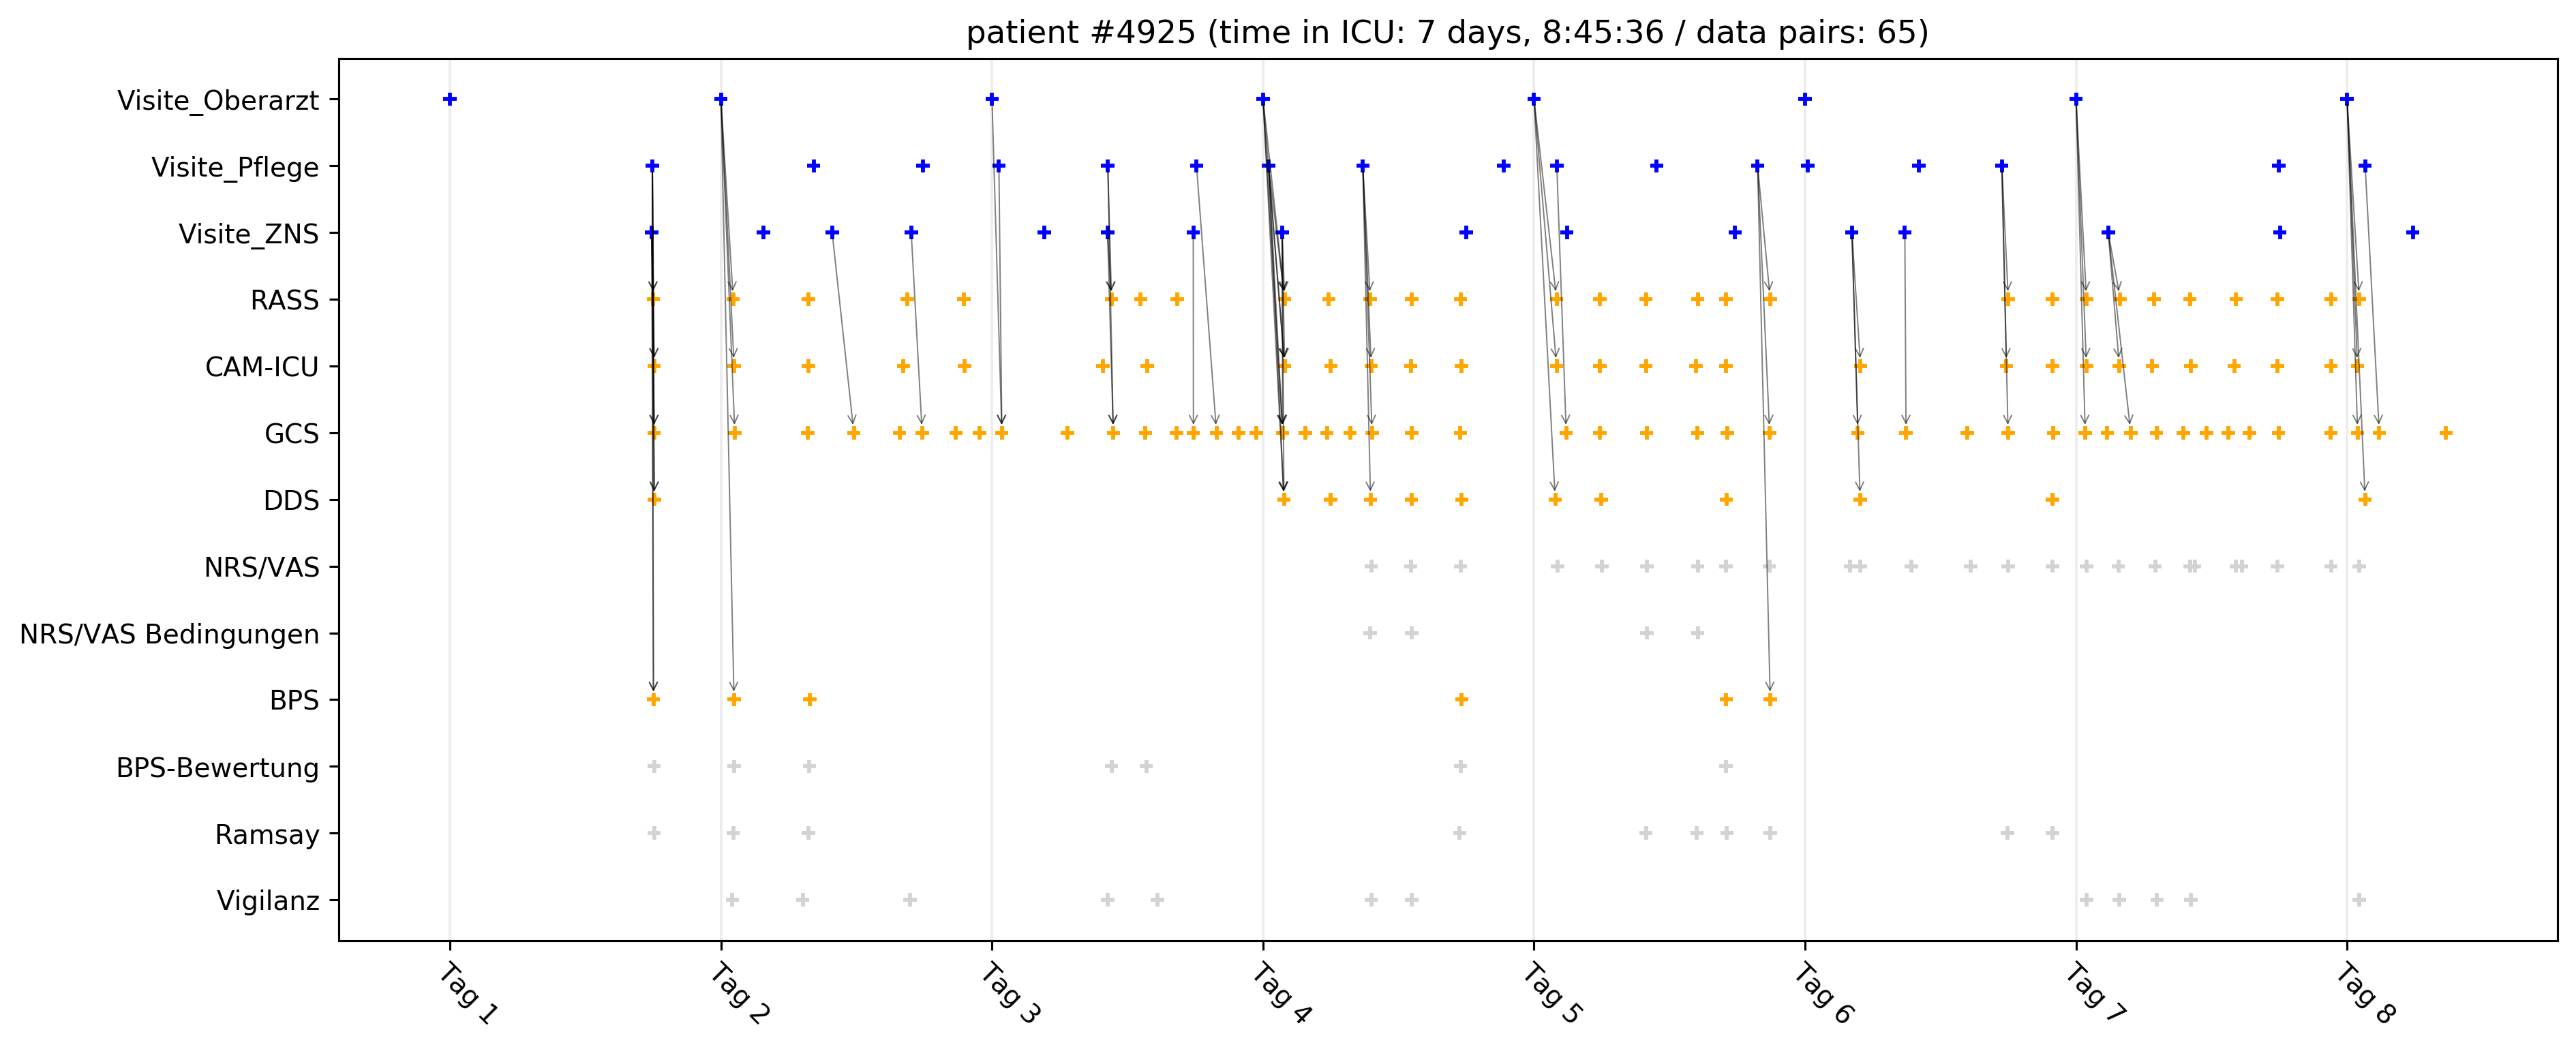 patient #4925 (time in ICU: 7 days, 8:45:36 / data pairs: 65)
Visite_Oberarzt
Visite_Pflege
Visite_ZNS
RASS
CAM-ICU
GCS
DDS
NRS/VAS
NRS/VAS Bedingungen
BPS
BPS-Bewertung
Ramsay
Vigilanz
Tag 1
Tag 2
Tag 3
Tag 4
Tag 5
Tag 6
Tag 7
Tag 8